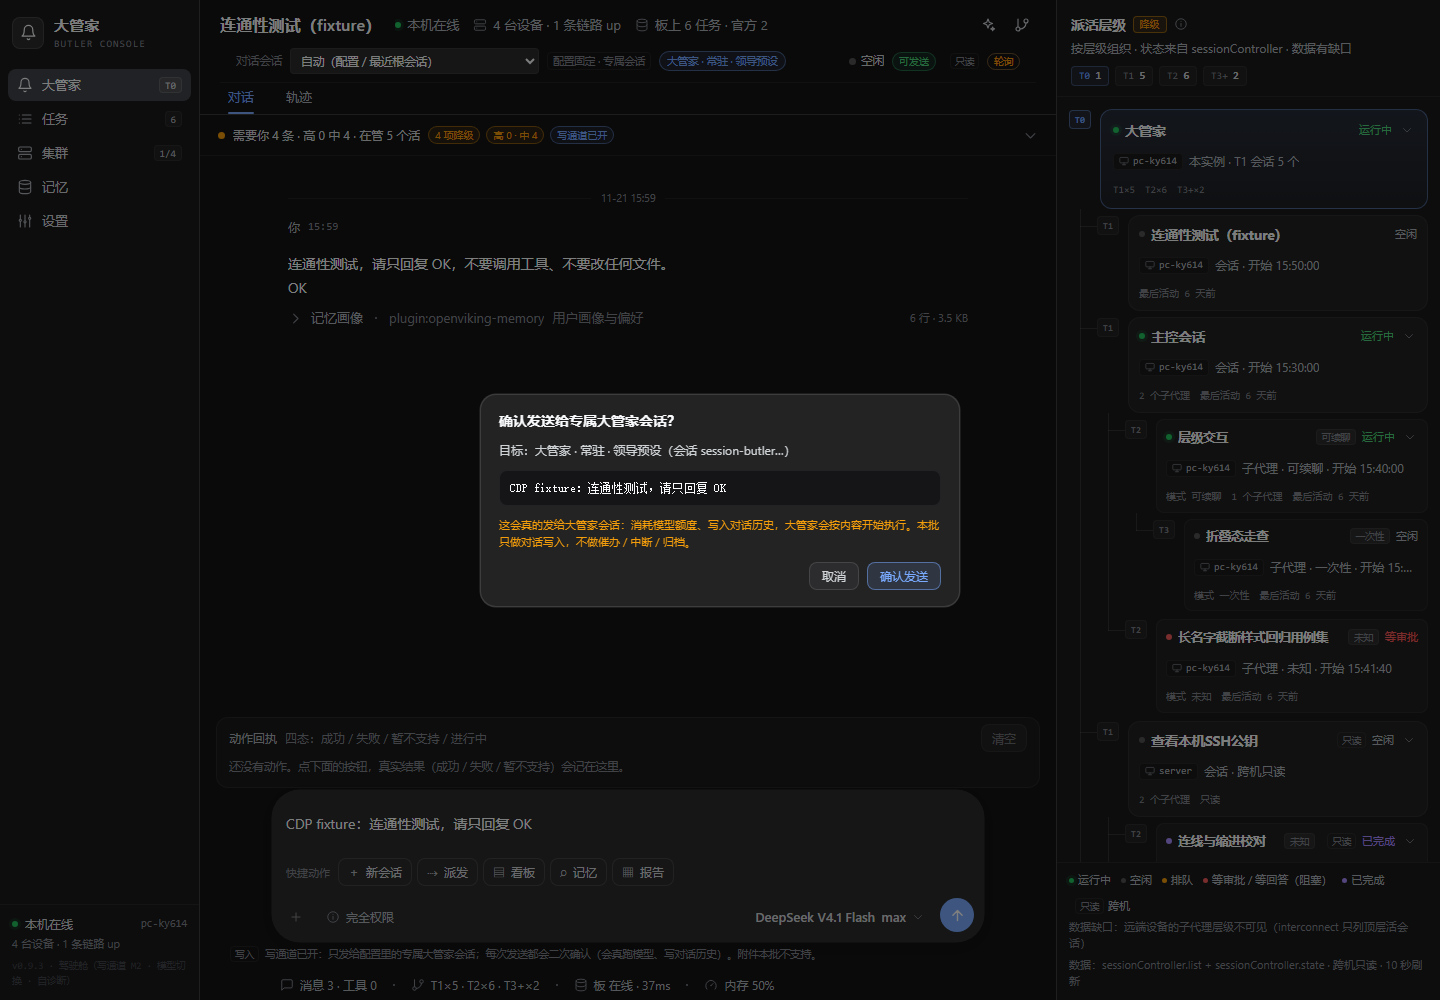 大管家
BUTLER CONSOLE
大管家 T0
任务 6
集群 1/4
记忆
设置
本机在线 pc-ky614
4 台设备 · 1 条链路 up
连通性测试（fixture） 本机在线 4 台设备 · 1 条链路 up 板上 6 任务 · 官方 2
对话会话 自动（配置 / 最近根会话） 配置固定 · 专属会话 大管家 · 常驻 · 领导预设 空闲 可发送 只读 轮询
对话 轨迹
需要你 4 条 · 高 0 中 4 · 在管 5 个活 4 项降级 高 0 · 中 4 写通道已开
11-21 15:59
你 15:59
连通性测试，请只回复 OK，不要调用工具、不要改任何文件。
OK
记忆画像 · plugin:openviking-memory 用户画像与偏好 6 行 · 3.5 KB
确认发送给专属大管家会话？
目标：大管家 · 常驻 · 领导预设（会话 session-butler...）
CDP fixture：连通性测试，请只回复 OK
这会真的发给大管家会话：消耗模型额度、写入对话历史，大管家会按内容开始执行。本批
只做对话写入，不做催办 / 中断 / 归档。
取消 确认发送
动作回执 四态：成功 / 失败 / 暂不支持 / 进行中 清空
还没有动作。点下面的按钮，真实结果（成功 / 失败 / 暂不支持）会记在这里。
CDP fixture：连通性测试，请只回复 OK
快捷动作 + 新会话 → 派发 看板 记忆 报告
+ 完全权限 DeepSeek V4.1 Flash max
写入 写通道已开：只发给配置里的专属大管家会话；每次发送都会二次确认（会真跑模型、写对话历史）。附件本批不支持。
消息 3 · 工具 0 · T1×5 · T2×6 · T3+×2 · 板 在线 · 37ms · 内存 50%
派活层级 降级
按层级组织 · 状态来自 sessionController · 数据有缺口
T0 1 T1 5 T2 6 T3+ 2
T0 大管家 运行中
pc-ky614 本实例 · T1 会话 5 个
T1×5 T2×6 T3+×2
T1 连通性测试（fixture） 空闲
pc-ky614 会话 · 开始 15:50:00
最后活动 6 天前
T1 主控会话 运行中
pc-ky614 会话 · 开始 15:30:00
2 个子代理 最后活动 6 天前
T2 层级交互 可续聊 运行中
pc-ky614 子代理 · 可续聊 · 开始 15:40:00
模式 可续聊 1 个子代理 最后活动 6 天前
T3 折叠态走查 一次性 空闲
pc-ky614 子代理 · 一次性 · 开始 15:...
模式 一次性 最后活动 6 天前
T2 长名字截断样式回归用例集 未知 等审批
pc-ky614 子代理 · 未知 · 开始 15:41:40
模式 未知 最后活动 6 天前
T1 查看本机SSH公钥 只读 空闲
server 会话 · 跨机只读
2 个子代理 只读
T2 连线与缩进校对 未知 只读 已完成
运行中 空闲 排队 等审批 / 等回答（阻塞） 已完成
只读 跨机
数据缺口：远端设备的子代理层级不可见（interconnect 只列顶层活会
话）
数据：sessionController.list + sessionController.state · 跨机只读 · 10 秒刷
新